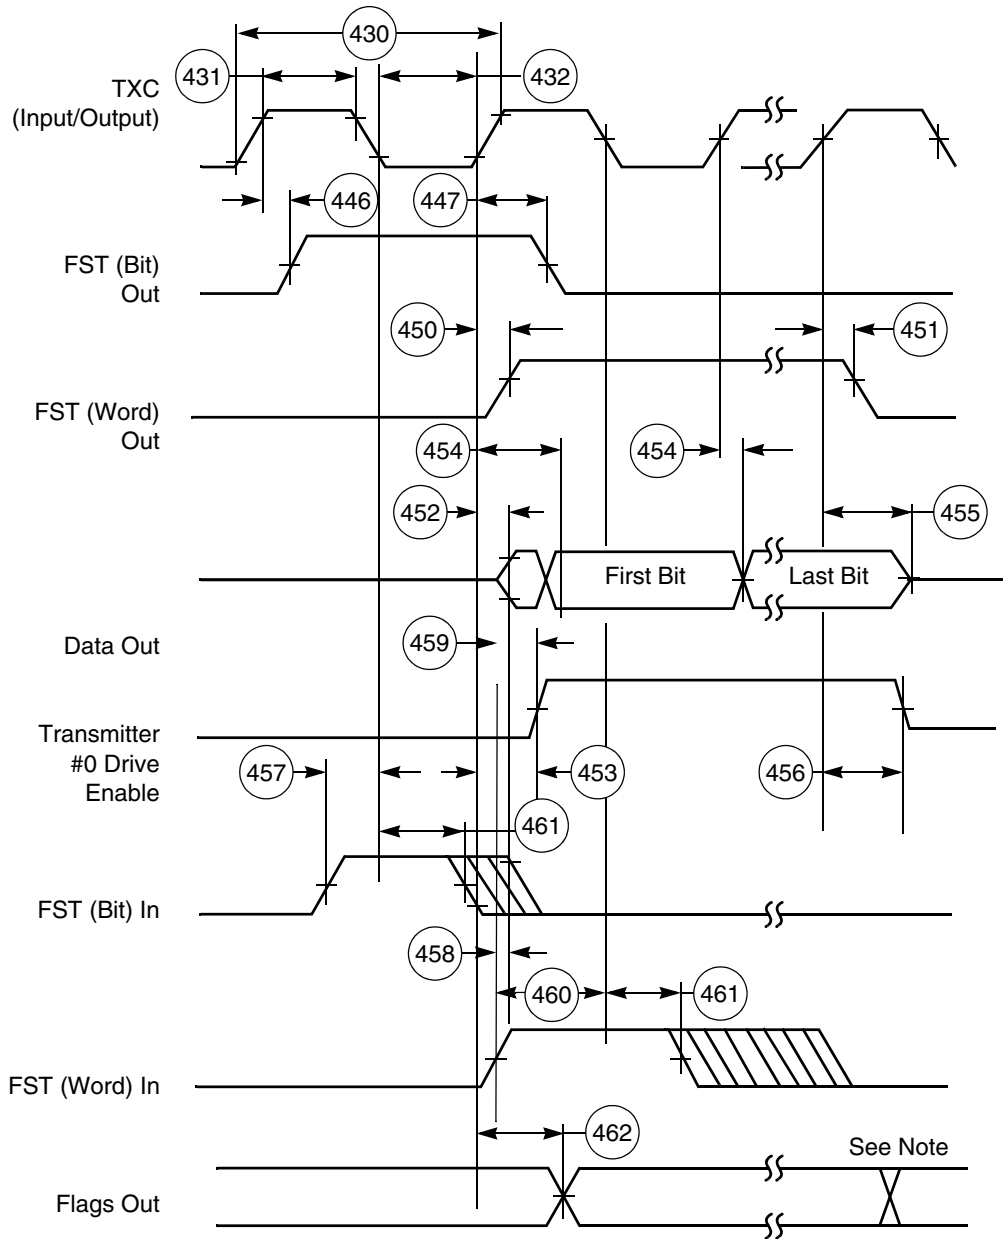 430
431
432
TXC
(Input/Output)
446
447
FST (Bit)
Out
450
451
FST (Word)
Out
454
454
452
455
First Bit
Last Bit
459
Data Out
Transmitter
#0 Drive
Enable
457
453
456
461
FST (Bit) In
458
460
461
FST (Word) In
462
See Note
Flags Out